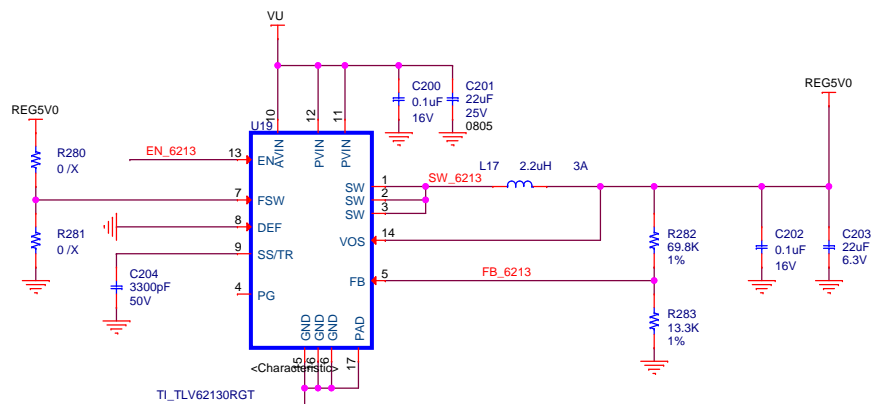 VU
REG5V0
C200
0.1uF
16V
C201
22uF
25V
0805
REG5V0
U19
10
12
11
AVIN
PVIN
PVIN
R280
0 /X
EN_6213
13
EN
7
FSW
8
DEF
9
SS/TR
4
PG
R281
0 /X
C204
3300pF
50V
SW
1
SW
2
SW
3
SW_6213
L17
2.2uH
3A
VOS
14
FB
5
FB_6213
R282
69.8K
1%
R283
13.3K
1%
C202
0.1uF
16V
C203
22uF
6.3V
GND
GND
GND
PAD
15
16
6
17
<Characteristic>
TI_TLV62130RGT